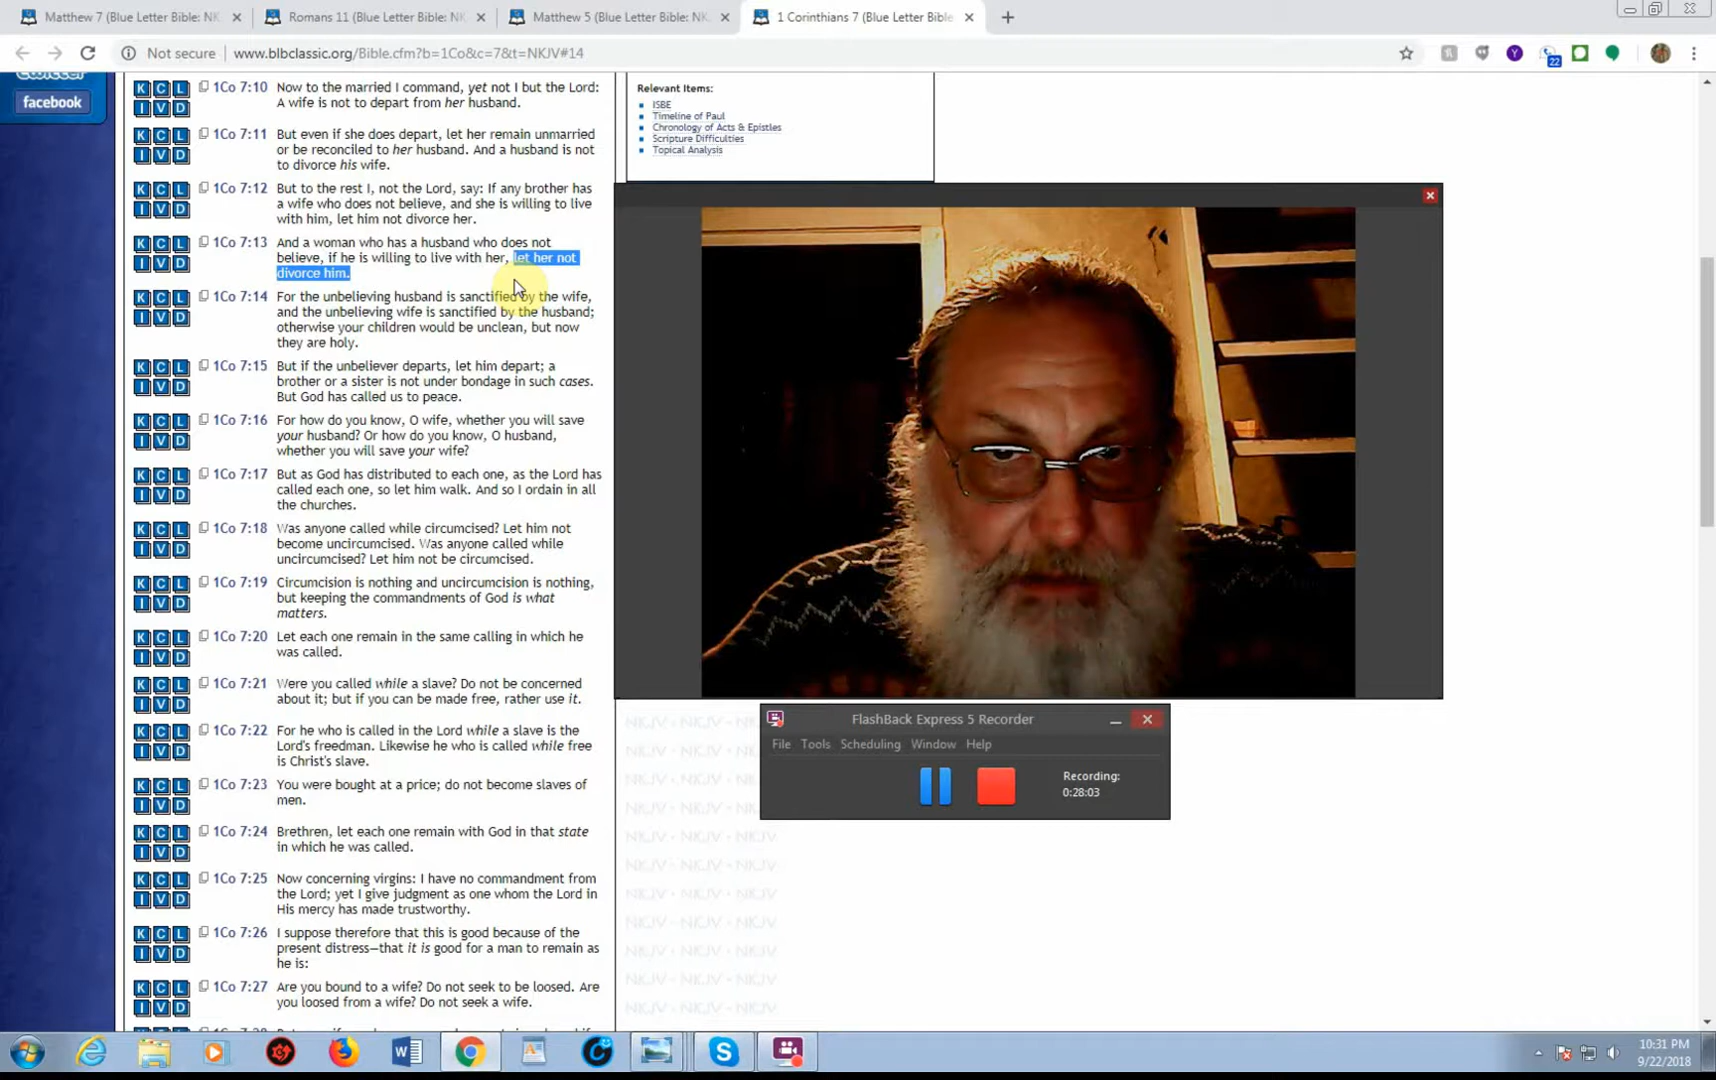 Matthew 7 (Blue Letter Bible: NK
Romans 11 (Blue Letter Bible: NK
Matthew 5 (Blue Letter Bible: NK
1 Corinthians 7 (Blue Letter Bible
Not secure
www.blbclassic.org/Bible.cfm?b=1Co&c=7&t=NKJV#14
Y
22
twitter
facebook
K C L
I V D
1Co 7:10
Now to the married I command, yet not I but the Lord:
A wife is not to depart from her husband.
K C L
I V D
1Co 7:11
But even if she does depart, let her remain unmarried
or be reconciled to her husband. And a husband is not
to divorce his wife.
K C L
I V D
1Co 7:12
But to the rest I, not the Lord, say: If any brother has
a wife who does not believe, and she is willing to live
with him, let him not divorce her.
K C L
I V D
1Co 7:13
And a woman who has a husband who does not
believe, if he is willing to live with her, let her not
divorce him.
K C L
I V D
1Co 7:14
For the unbelieving husband is sanctified by the wife,
and the unbelieving wife is sanctified by the husband;
otherwise your children would be unclean, but now
they are holy.
K C L
I V D
1Co 7:15
But if the unbeliever departs, let him depart; a
brother or a sister is not under bondage in such cases.
But God has called us to peace.
K C L
I V D
1Co 7:16
For how do you know, O wife, whether you will save
your husband? Or how do you know, O husband,
whether you will save your wife?
K C L
I V D
1Co 7:17
But as God has distributed to each one, as the Lord has
called each one, so let him walk. And so I ordain in all
the churches.
K C L
I V D
1Co 7:18
Was anyone called while circumcised? Let him not
become uncircumcised. Was anyone called while
uncircumcised? Let him not be circumcised.
K C L
I V D
1Co 7:19
Circumcision is nothing and uncircumcision is nothing,
but keeping the commandments of God is what
matters.
K C L
I V D
1Co 7:20
Let each one remain in the same calling in which he
was called.
K C L
I V D
1Co 7:21
Were you called while a slave? Do not be concerned
about it; but if you can be made free, rather use it.
K C L
I V D
1Co 7:22
For he who is called in the Lord while a slave is the
Lord's freedman. Likewise he who is called while free
is Christ's slave.
K C L
I V D
1Co 7:23
You were bought at a price; do not become slaves of
men.
K C L
I V D
1Co 7:24
Brethren, let each one remain with God in that state
in which he was called.
K C L
I V D
1Co 7:25
Now concerning virgins: I have no commandment from
the Lord; yet I give judgment as one whom the Lord in
His mercy has made trustworthy.
K C L
I V D
1Co 7:26
I suppose therefore that this is good because of the
present distress—that it is good for a man to remain as
he is:
K C L
I V D
1Co 7:27
Are you bound to a wife? Do not seek to be loosed. Are
you loosed from a wife? Do not seek a wife.
Relevant Items:
ISBE
Timeline of Paul
Chronology of Acts & Epistles
Scripture Difficulties
Topical Analysis
NKJV - NKJV - NKJV
FlashBack Express 5 Recorder
File Tools Scheduling Window Help
Recording:
0:28:03
NKJV - NKJV - NKJV
NKJV - NKJV - NKJV
NKJV - NKJV - NKJV
NKJV - NKJV - NKJV
NKJV - NKJV - NKJV
NKJV - NKJV - NKJV
NKJV - NKJV - NKJV
10:31 PM
9/22/2018